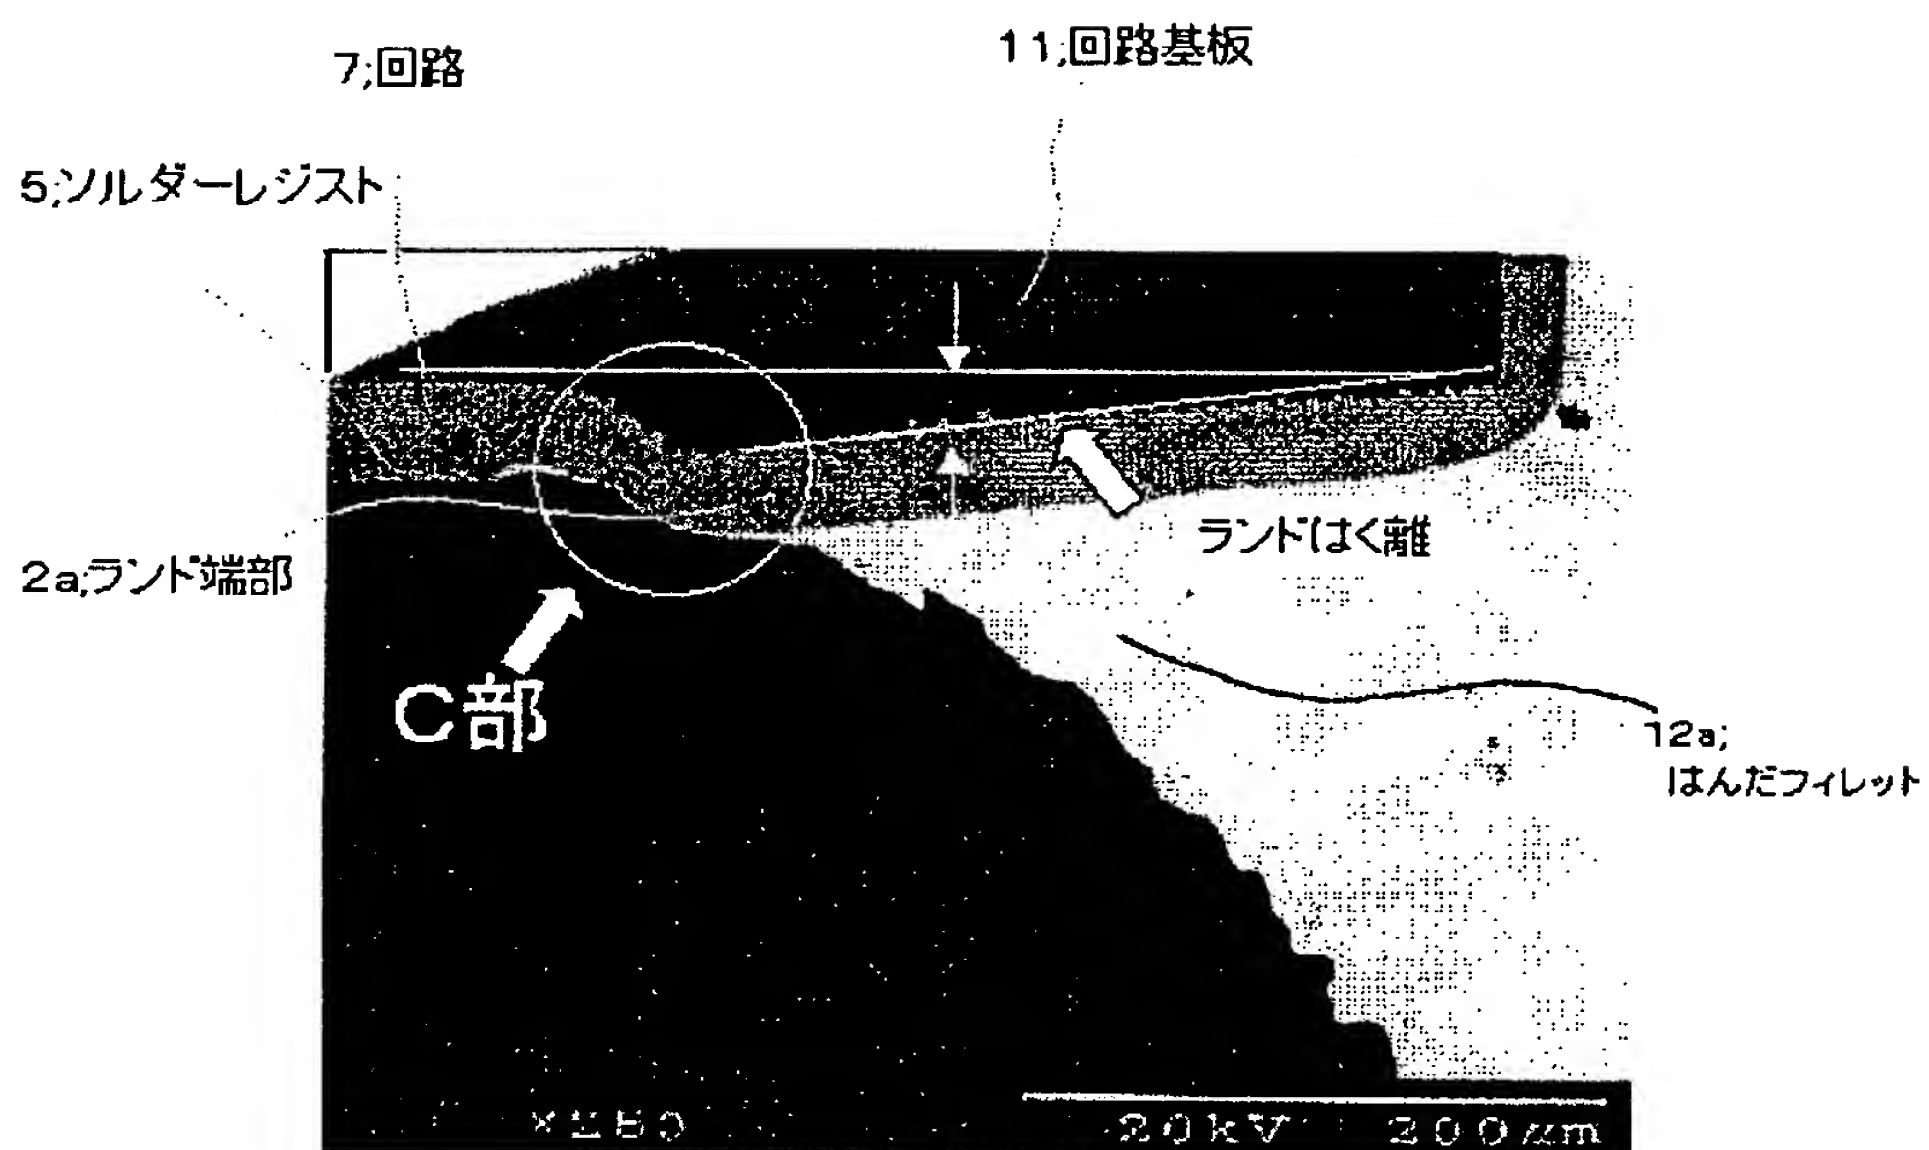 7;回路
11;回路基板
5;ソルダーレジスト
ランドはく離
2a;ランド端部
C部
12a;
はんだフィレット
20kV 200μm